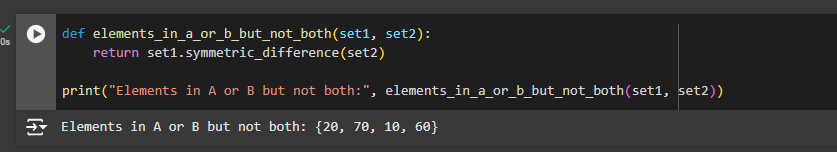 def elements_in_a_or_b_but_not_both(set1, set2):
    return set1.symmetric_difference(set2)
print("Elements in A or B but not both:", elements_in_a_or_b_but_not_both(set1, set2))
0s
Elements in A or B but not both: {20, 70, 10, 60}